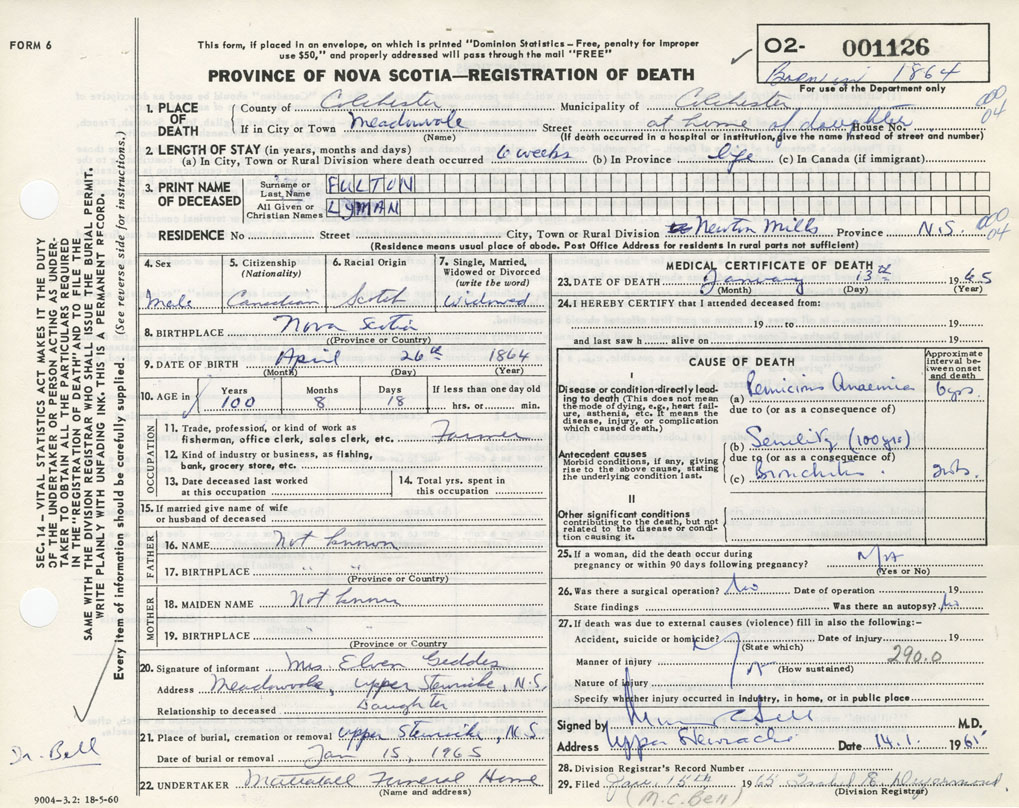 FORM 6
This form, if placed in an envelope, on which is printed "Dominion Statistics – Free, penalty for improper
use $50," and properly addressed will pass through the mail "FREE"
PROVINCE OF NOVA SCOTIA—REGISTRATION OF DEATH
02- 001126
Born in 1864
For use of the Department only
SEC. 14 – VITAL STATISTICS ACT MAKES IT THE DUTY
OF THE UNDERTAKER OR PERSON ACTING AS UNDER-
TAKER TO OBTAIN ALL THE PARTICULARS REQUIRED
IN THE "REGISTRATION OF DEATH" AND TO FILE THE
SAME WITH THE DIVISION REGISTRAR WHO SHALL ISSUE THE BURIAL PERMIT.
WRITE PLAINLY WITH UNFADING INK. THIS IS A PERMANENT RECORD.
Every item of information should be carefully supplied. (See reverse side for instructions.)
1. PLACE OF DEATH
County of Colchester Municipality of Colchester
000 04
If in City or Town Meadowvale Street at home of daughter House No.
(Name) (If death occurred in a hospital or institution, give the name instead of street and number)
2. LENGTH OF STAY (in years, months and days)
(a) In City, Town or Rural Division where death occurred 6 weeks (b) In Province life (c) In Canada (if immigrant)
3. PRINT NAME OF DECEASED
Surname or Last Name FULTON
All Given or Christian Names LYMAN
RESIDENCE No Street City, Town or Rural Division Newton Mills Province N.S. 000 04
(Residence means usual place of abode. Post Office Address for residents in rural parts not sufficient)
4. Sex
Male
5. Citizenship (Nationality)
Canadian
6. Racial Origin
Scotch
7. Single, Married, Widowed or Divorced (write the word)
Widowed
8. BIRTHPLACE Nova Scotia
(Province or Country)
9. DATE OF BIRTH April 26th 1864
(Month) (Day) (Year)
10. AGE in Years Months Days If less than one day old
100 8 18 hrs. or min.
OCCUPATION
11. Trade, profession, or kind of work as
fisherman, office clerk, sales clerk, etc. Farmer
12. Kind of industry or business, as fishing,
bank, grocery store, etc.
13. Date deceased last worked
at this occupation
14. Total yrs. spent in
this occupation
15. If married give name of wife
or husband of deceased
FATHER
16. NAME Not known
17. BIRTHPLACE " "
(Province or Country)
MOTHER
18. MAIDEN NAME Not known
19. BIRTHPLACE
(Province or Country)
20. Signature of informant Mrs. Elven Geddes
Address Meadowvale, Upper Stewiacke, N.S.
Relationship to deceased Daughter
21. Place of burial, cremation or removal Upper Stewiacke, N.S.
Date of burial or removal Jan 15, 1965
22. UNDERTAKER Mattatall Funeral Home
(Name and address)
MEDICAL CERTIFICATE OF DEATH
23. DATE OF DEATH January 13th 1965
(Month) (Day) (Year)
24. I HEREBY CERTIFY that I attended deceased from:
19 to 19
and last saw h alive on 19
CAUSE OF DEATH
Approximate interval between onset and death
I
Disease or condition directly lead-
ing to death (This does not mean
the mode of dying, e.g., heart fail-
ure, asthenia, etc. It means the
disease, injury, or complication
which caused death.)
(a) Pernicious Anaemia 6 yrs.
due to (or as a consequence of)
Antecedent causes
Morbid conditions, if any, giving
rise to the above cause, stating
the underlying condition last.
(b) Senility (100 yrs)
due to (or as a consequence of)
(c) Bronchitis
II
Other significant conditions
contributing to the death, but not
related to the disease or condi-
tion causing it.
25. If a woman, did the death occur during
pregnancy or within 90 days following pregnancy? N/A
(Yes or No)
26. Was there a surgical operation? No Date of operation 19
State findings Was there an autopsy? No
27. If death was due to external causes (violence) fill in also the following:–
Accident, suicide or homicide? Date of injury 19
(State which)
290.0
Manner of injury
(How sustained)
Nature of injury
Specify whether injury occurred in industry, in home, or in public place
Signed by M.D.
Address Upper Stewiacke Date 14.1. 1965
28. Division Registrar's Record Number
29. Filed Jan 15th 1965
(Division Registrar)
(M.C. Bell)
Dr. Bell
9004-3.2: 18-5-60